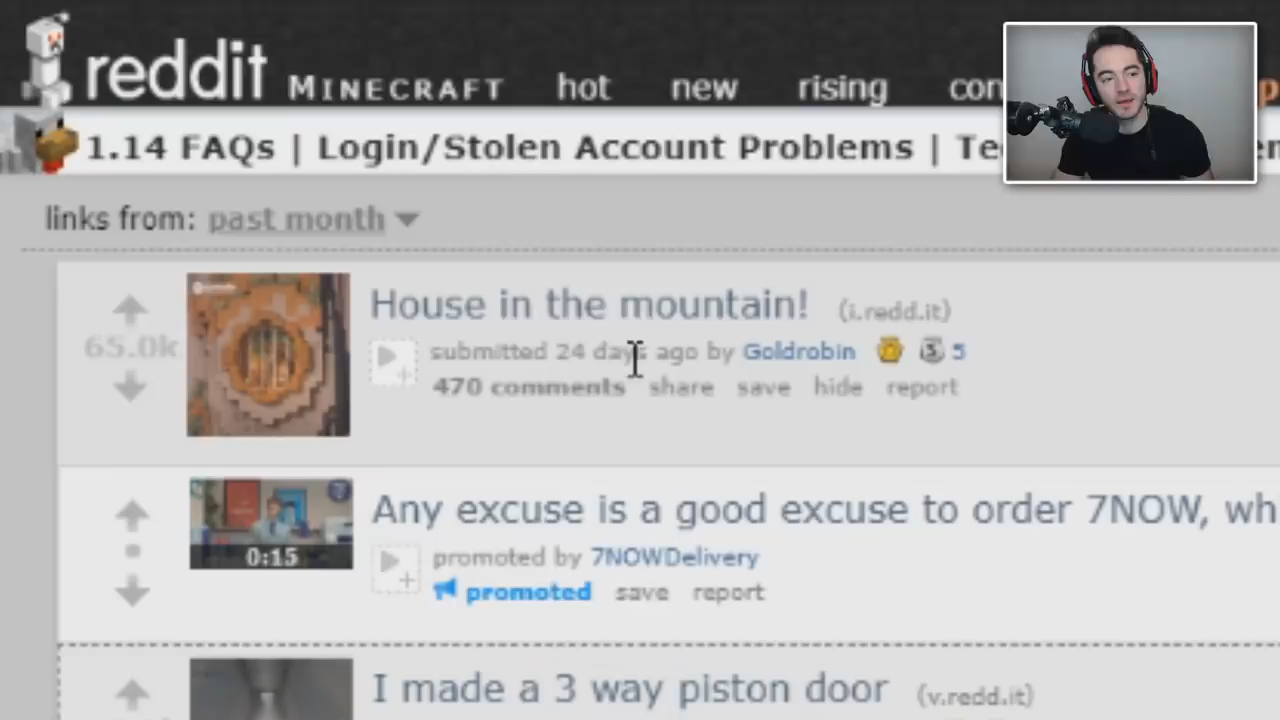 reddit MINECRAFT hot new rising con
1.14 FAQs | Login/Stolen Account Problems | Te
links from: past month
65.0k
House in the mountain! (i.redd.it)
submitted 24 days ago by Goldrobin 5
470 comments share save hide report
0:15
Any excuse is a good excuse to order 7NOW, wh
promoted by 7NOWDelivery
promoted save report
I made a 3 way piston door (v.redd.it)